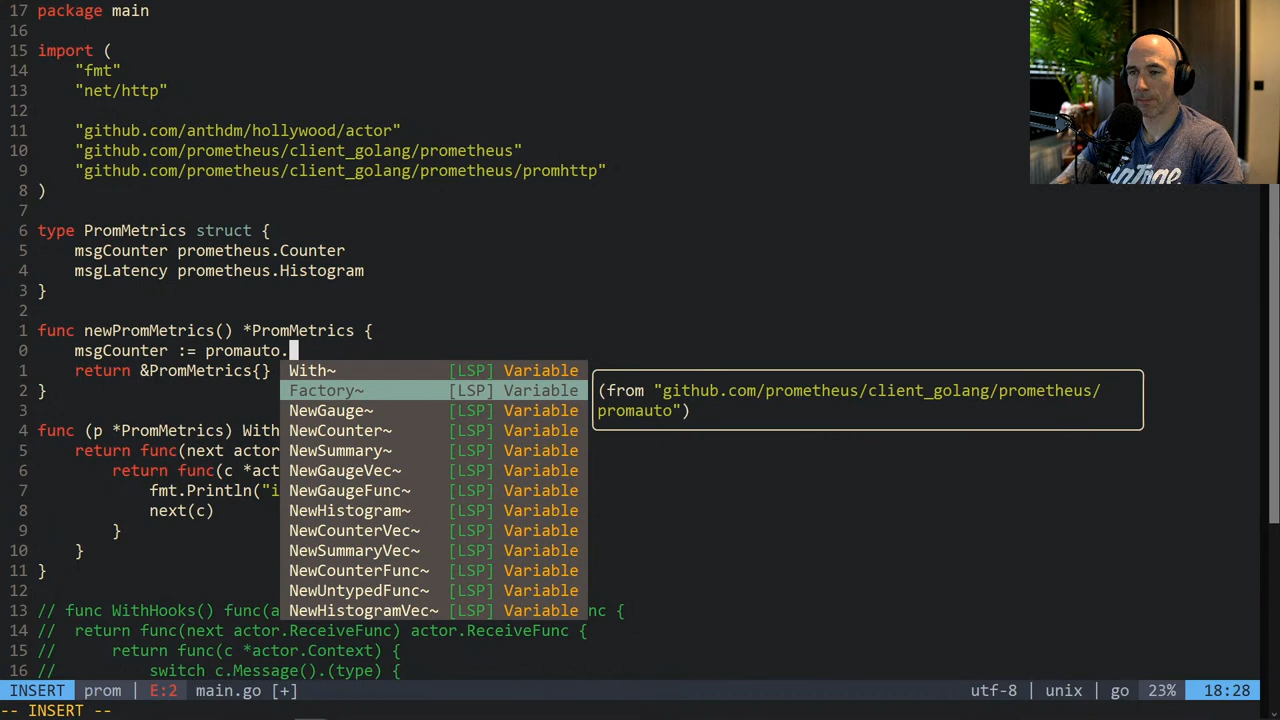 17 package main
16
15 import (
14 "fmt"
13 "net/http"
12
11 "github.com/anthdm/hollywood/actor"
10 "github.com/prometheus/client_golang/prometheus"
9 "github.com/prometheus/client_golang/prometheus/promhttp"
8 )
7
6 type PromMetrics struct {
5 msgCounter prometheus.Counter
4 msgLatency prometheus.Histogram
3 }
2
1 func newPromMetrics() *PromMetrics {
0 msgCounter := promauto.
1 return &PromMetrics{} With~ [LSP] Variable
2 } Factory~ [LSP] Variable (from "github.com/prometheus/client_golang/prometheus/
3 NewGauge~ [LSP] Variable promauto")
4 func (p *PromMetrics) With NewCounter~ [LSP] Variable
5 return func(next actor NewSummary~ [LSP] Variable
6 return func(c *act NewGaugeVec~ [LSP] Variable
7 fmt.Println("i NewGaugeFunc~ [LSP] Variable
8 next(c) NewHistogram~ [LSP] Variable
9 } NewCounterVec~ [LSP] Variable
10 } NewSummaryVec~ [LSP] Variable
11 } NewCounterFunc~ [LSP] Variable
12 NewUntypedFunc~ [LSP] Variable
13 // func WithHooks() func(a NewHistogramVec~ [LSP] Variable nc {
14 // return func(next actor.ReceiveFunc) actor.ReceiveFunc {
15 // return func(c *actor.Context) {
16 // switch c.Message().(type) {
INSERT prom | E:2 main.go [+] utf-8 | unix | go 23% 18:28
-- INSERT --